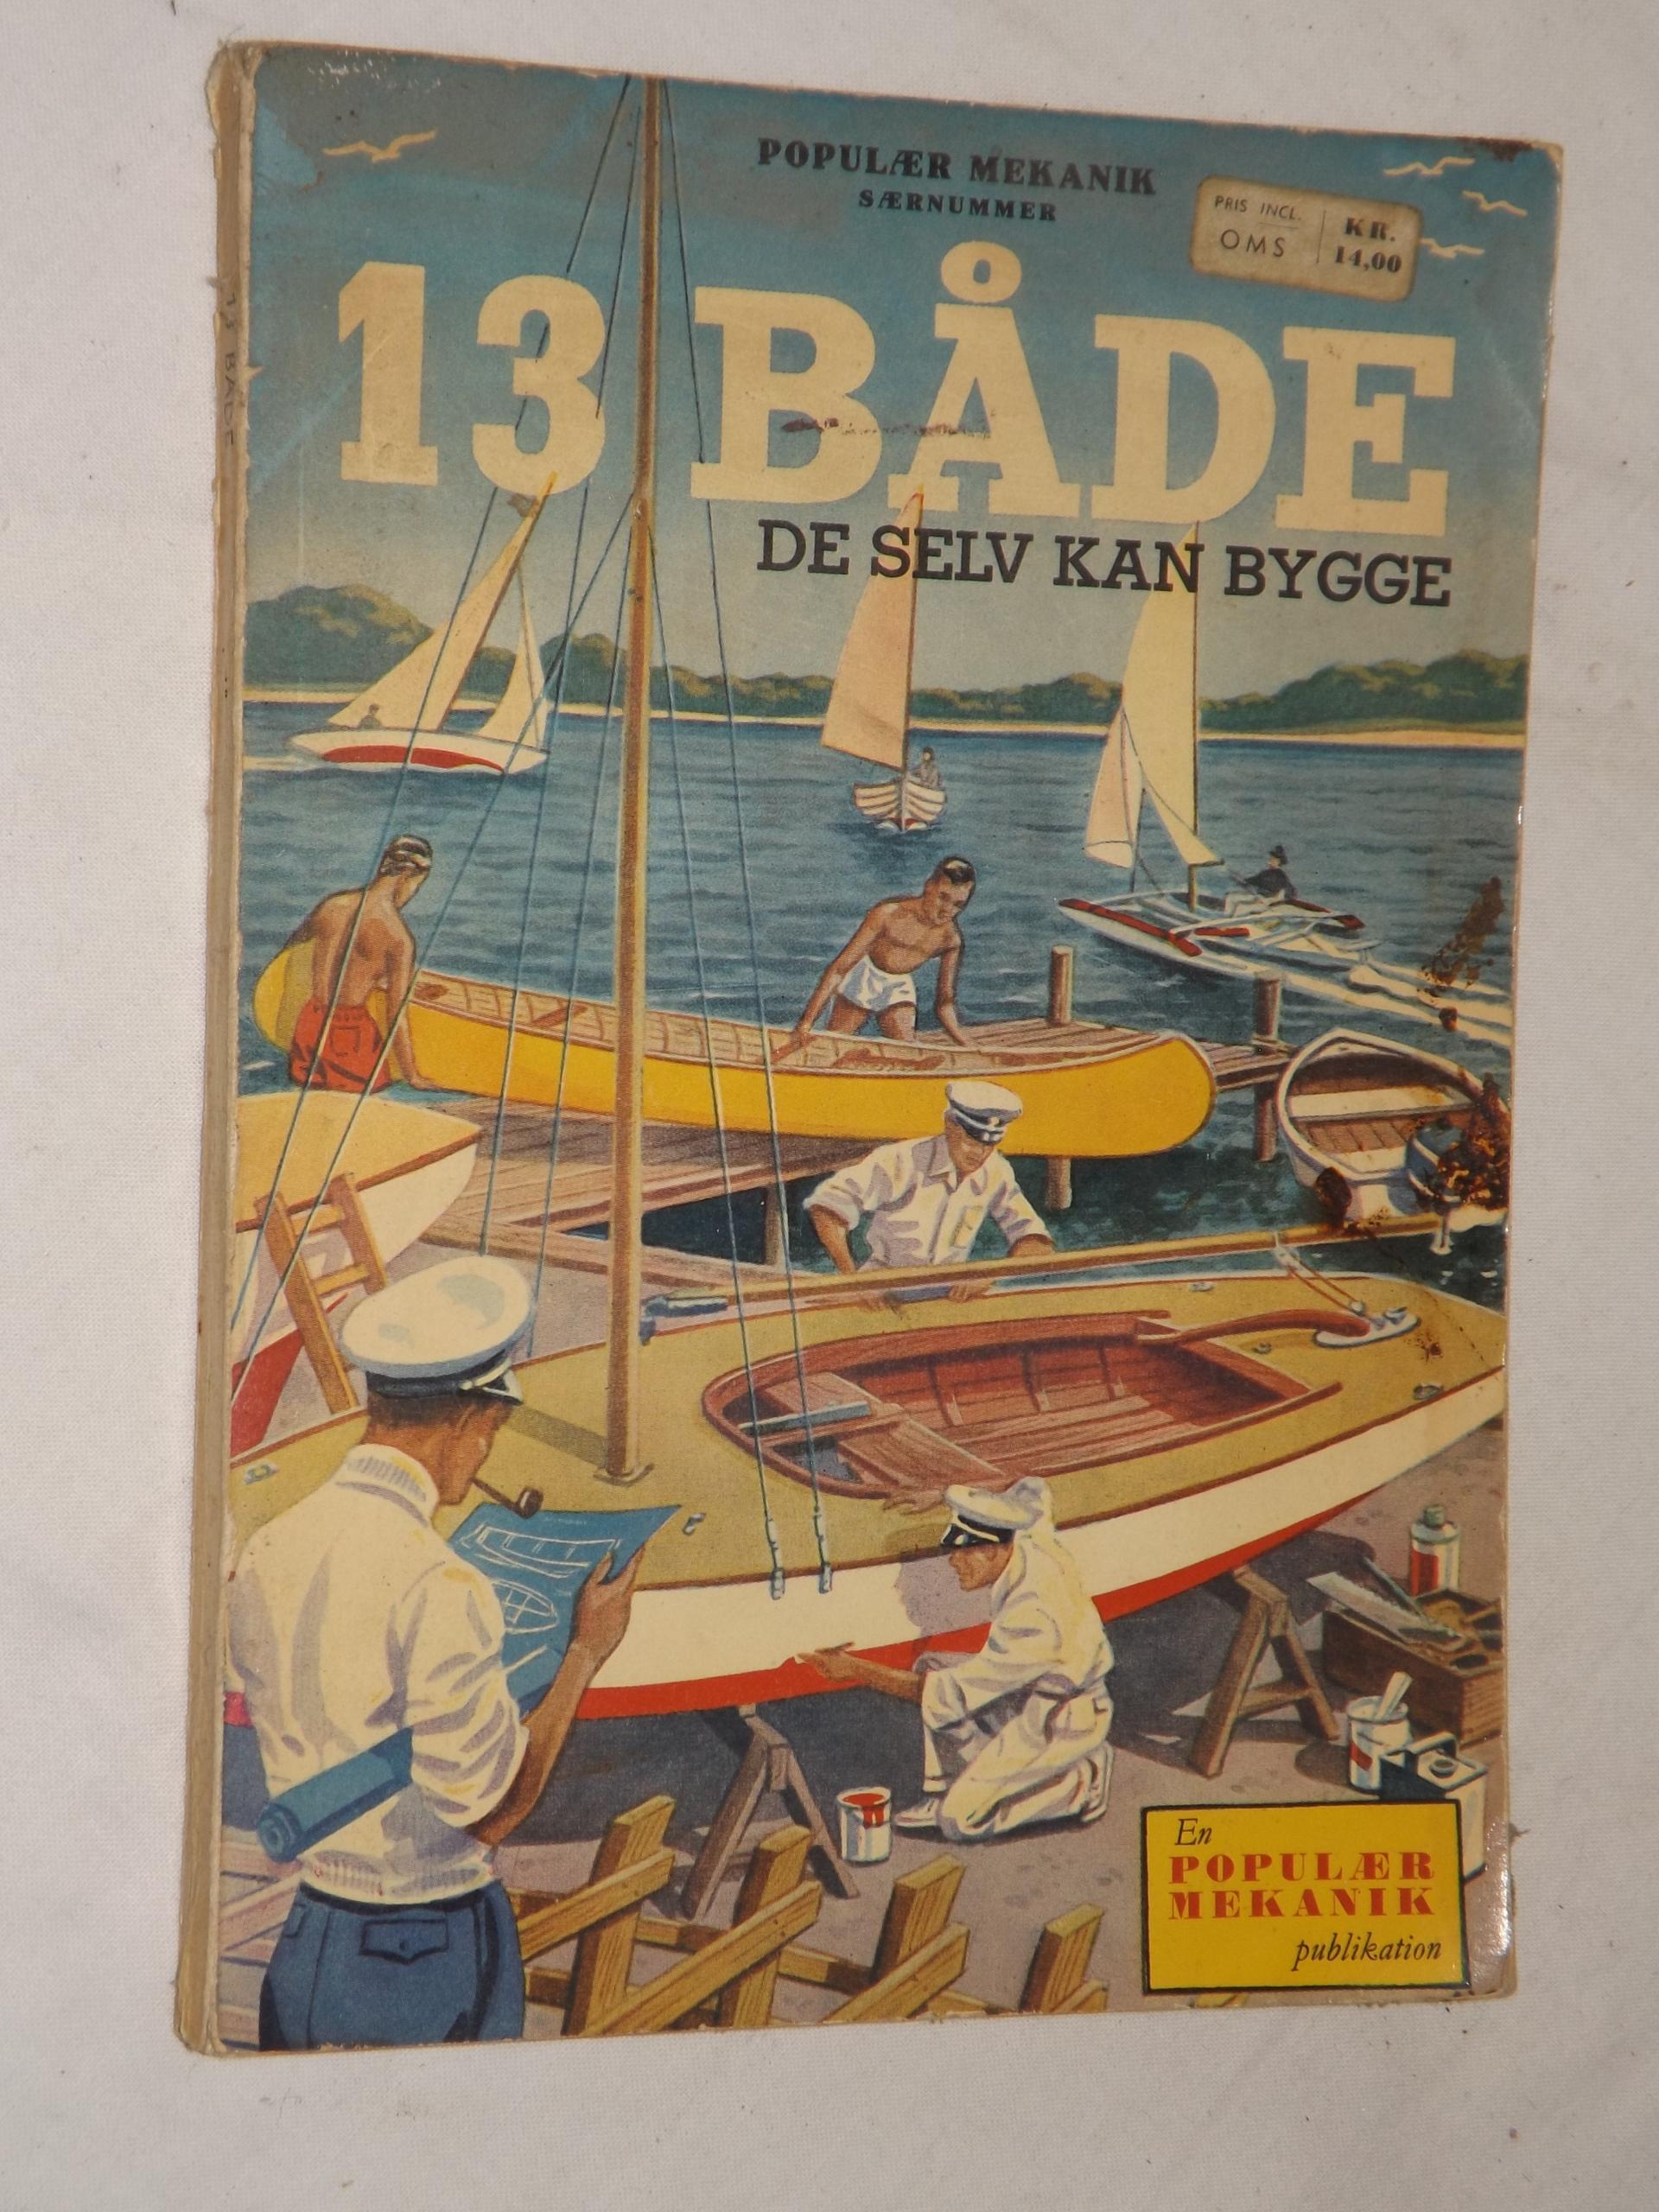 POPULÆR MEKANIK
SÆRNUMMER
PRIS INCL.
OMS
KR.
14,00
13 BÅDE
DE SELV KAN BYGGE
13 BÅDE
En
POPULÆR
MEKANIK
publikation